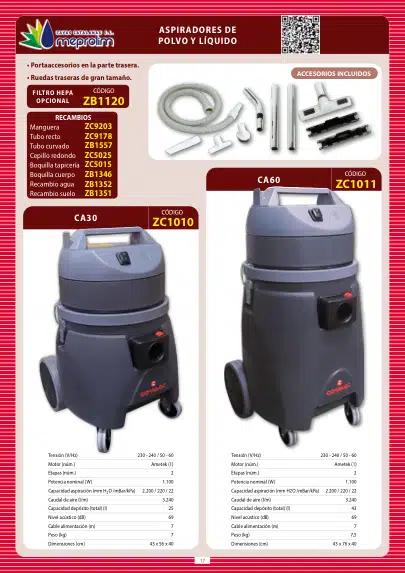 CAYRE CATALANES S.L.
meprolim
ASPIRADORES DE
POLVO Y LÍQUIDO
• Portaaccesorios en la parte trasera.
• Ruedas traseras de gran tamaño.
ACCESORIOS INCLUIDOS
FILTRO HEPA
OPCIONAL
CÓDIGO
ZB1120
RECAMBIOS
Manguera ZC9203
Tubo recto ZC9178
Tubo curvado ZB1557
Cepillo redondo ZC5025
Boquilla tapicería ZC5015
Boquilla cuerpo ZB1346
Recambio agua ZB1352
Recambio suelo ZB1351
CA30
CÓDIGO
ZC1010
CA60
CÓDIGO
ZC1011
Tensión (V/Hz) 230 - 240 / 50 - 60
Motor (núm.) Ametek (1)
Etapas (núm.) 2
Potencia nominal (W) 1.100
Capacidad aspiración (mm H2O /mBar/kPa) 2.200 / 220 / 22
Caudal de aire (l/m) 3.240
Capacidad depósito (total) (l) 25
Nivel acústico (dB) 69
Cable alimentación (m) 7
Peso (kg) 7
Dimensiones (cm) 43 x 56 x 40
Tensión (V/Hz) 230 - 240 / 50 - 60
Motor (núm.) Ametek (1)
Etapas (núm.) 2
Potencia nominal (W) 1.100
Capacidad aspiración (mm H2O /mBar/kPa) 2.200 / 220 / 22
Caudal de aire (l/m) 3.240
Capacidad depósito (total) (l) 43
Nivel acústico (dB) 69
Cable alimentación (m) 7
Peso (kg) 7,5
Dimensiones (cm) 43 x 76 x 40
17